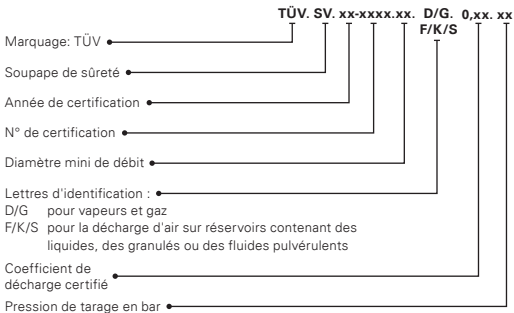 TÜV. SV. xx-xxxx.xx. D/G. 0,xx. xx
F/K/S
Marquage: TÜV
Soupape de sûreté
Année de certification
N° de certification
Diamètre mini de débit
Lettres d'identification :
D/G pour vapeurs et gaz
F/K/S pour la décharge d'air sur réservoirs contenant des
liquides, des granulés ou des fluides pulvérulents
Coefficient de
décharge certifié
Pression de tarage en bar